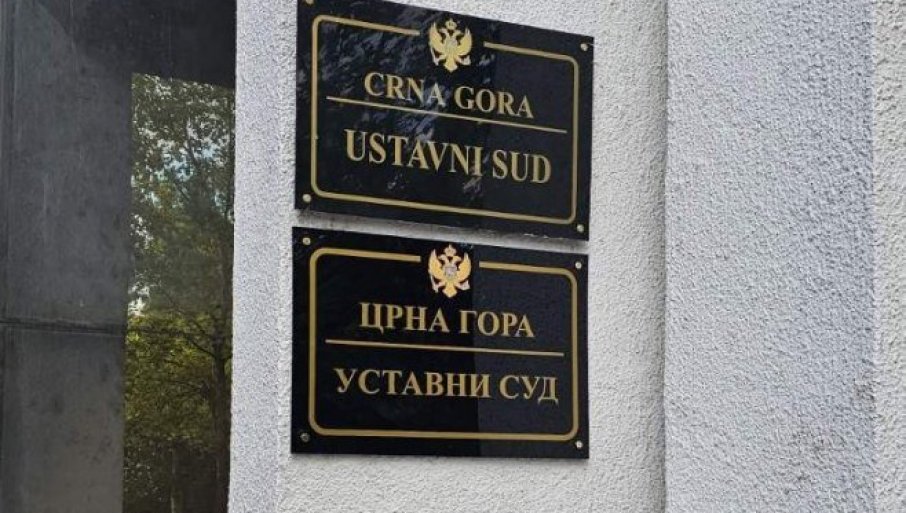 CRNA GORA
USTAVNI SUD
ЦРНА ГОРА
УСТАВНИ СУД